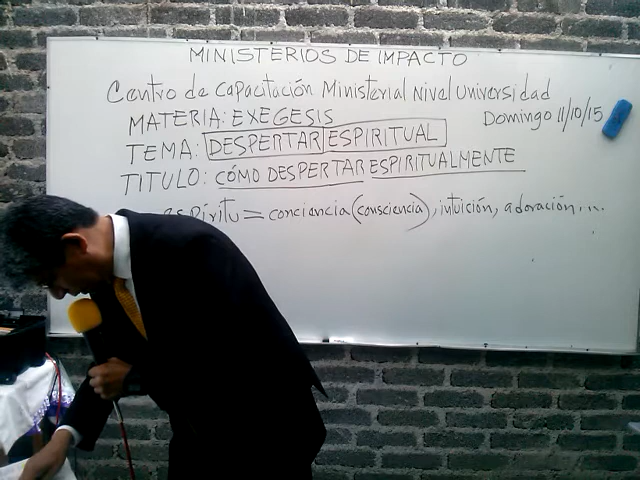 MINISTERIOS DE IMPACTO
Centro de Capacitación Ministerial Nivel Universidad
MATERIA: EXEGESIS Domingo 11/10/15
TEMA: DESPERTAR ESPIRITUAL
TITULO: CÓMO DESPERTAR ESPIRITUALMENTE
espíritu = conciencia (consciencia), intuición, adoración...